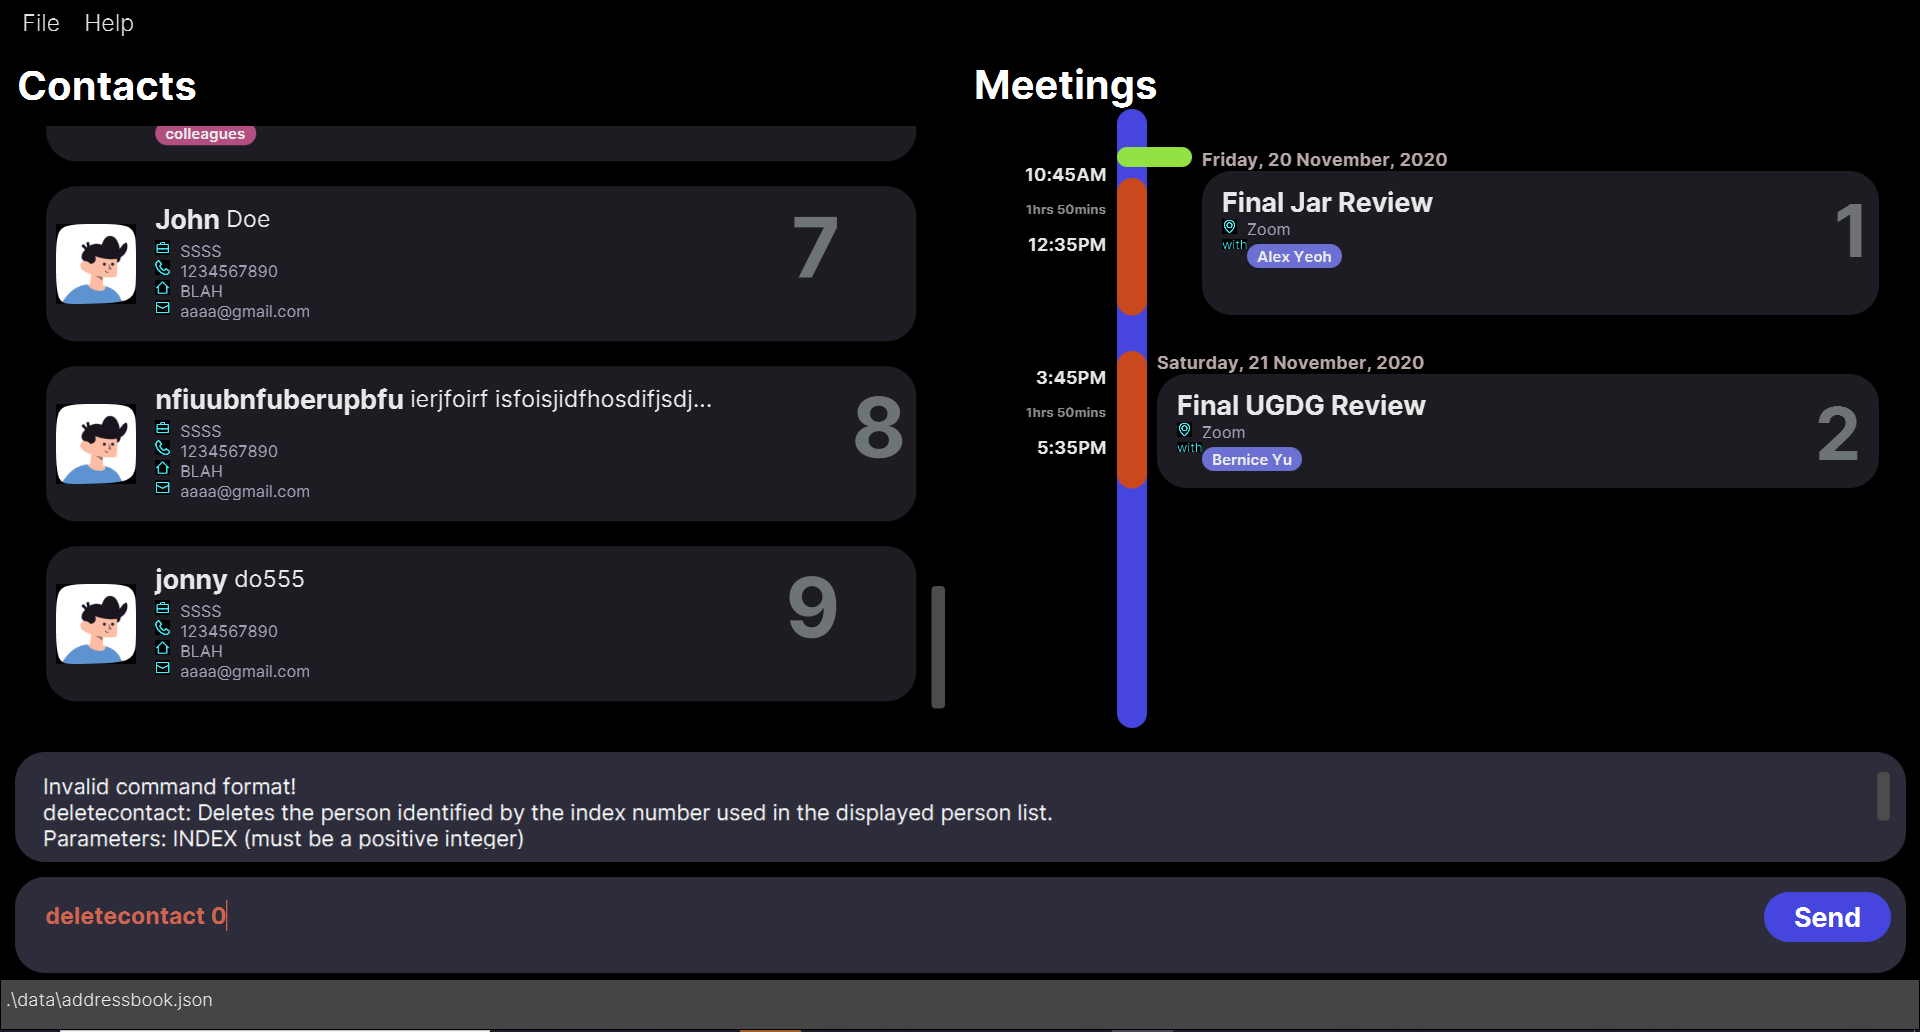 File Help
Contacts
colleagues
John Doe
7
SSSS
1234567890
BLAH
aaaa@gmail.com
nfiuubnfuberupbfu ierjfoirf isfoisjidfhosdifjsdj...
8
SSSS
1234567890
BLAH
aaaa@gmail.com
jonny do555
9
SSSS
1234567890
BLAH
aaaa@gmail.com
Meetings
Friday, 20 November, 2020
10:45AM
1hrs 50mins
12:35PM
Final Jar Review
1
Zoom
with Alex Yeoh
Saturday, 21 November, 2020
3:45PM
1hrs 50mins
5:35PM
Final UGDG Review
2
Zoom
with Bernice Yu
Invalid command format!
deletecontact: Deletes the person identified by the index number used in the displayed person list.
Parameters: INDEX (must be a positive integer)
deletecontact 0
Send
.\data\addressbook.json